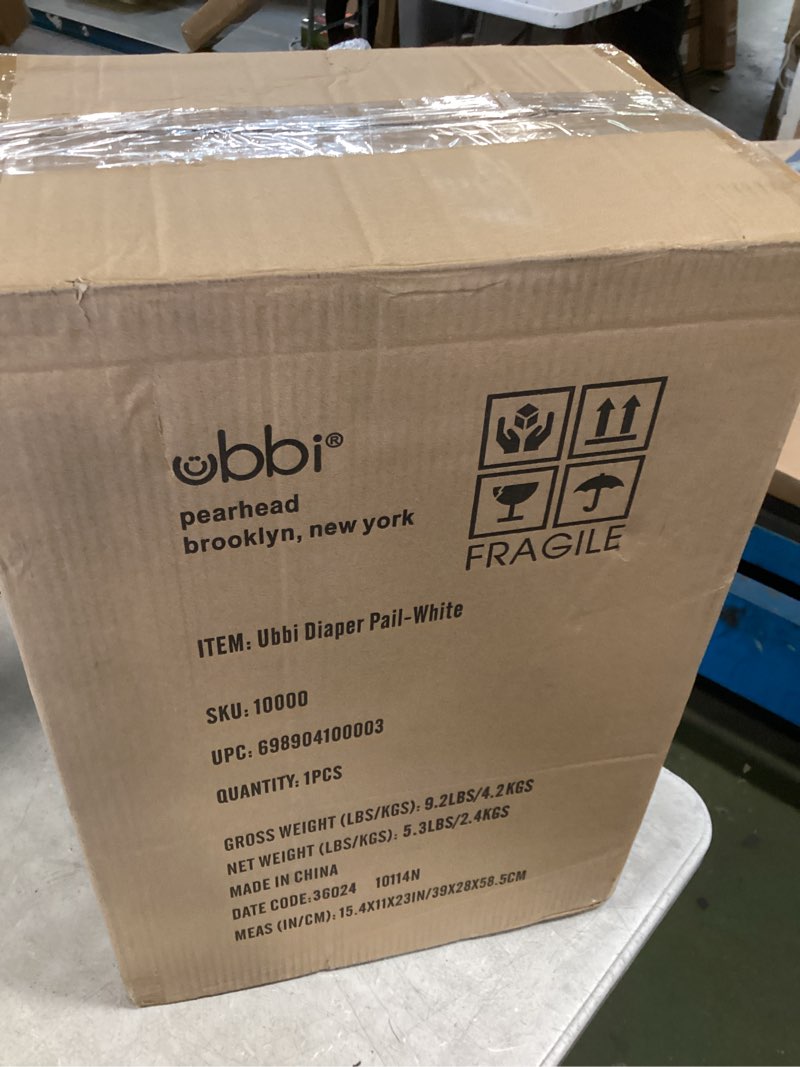 ubbi®
pearhead
brooklyn, new york
FRAGILE
ITEM: Ubbi Diaper Pail-White
SKU: 10000
UPC: 698904100003
QUANTITY: 1PCS
GROSS WEIGHT (LBS/KGS): 9.2LBS/4.2KGS
NET WEIGHT (LBS/KGS): 5.3LBS/2.4KGS
MADE IN CHINA
DATE CODE:36024 10114N
MEAS (IN/CM): 15.4X11X23IN/39X28X58.5CM